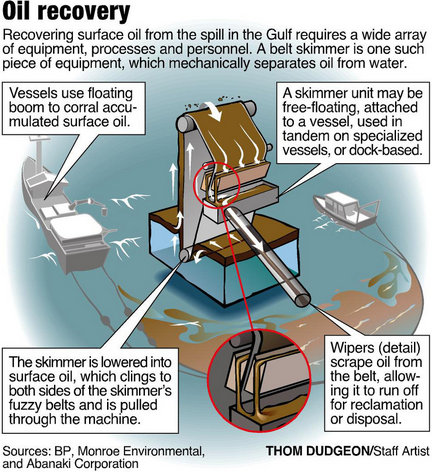 Oil recovery
Recovering surface oil from the spill in the Gulf requires a wide array
of equipment, processes and personnel. A belt skimmer is one such
piece of equipment, which mechanically separates oil from water.
Vessels use floating
boom to corral accu-
mulated surface oil.
A skimmer unit may be
free-floating, attached
to a vessel, used in
tandem on specialized
vessels, or dock-based.
The skimmer is lowered into
surface oil, which clings to
both sides of the skimmer's
fuzzy belts and is pulled
through the machine.
Wipers (detail)
scrape oil from
the belt, allow-
ing it to run off
for reclamation
or disposal.
Sources: BP, Monroe Environmental,
and Abanaki Corporation
THOM DUDGEON/Staff Artist